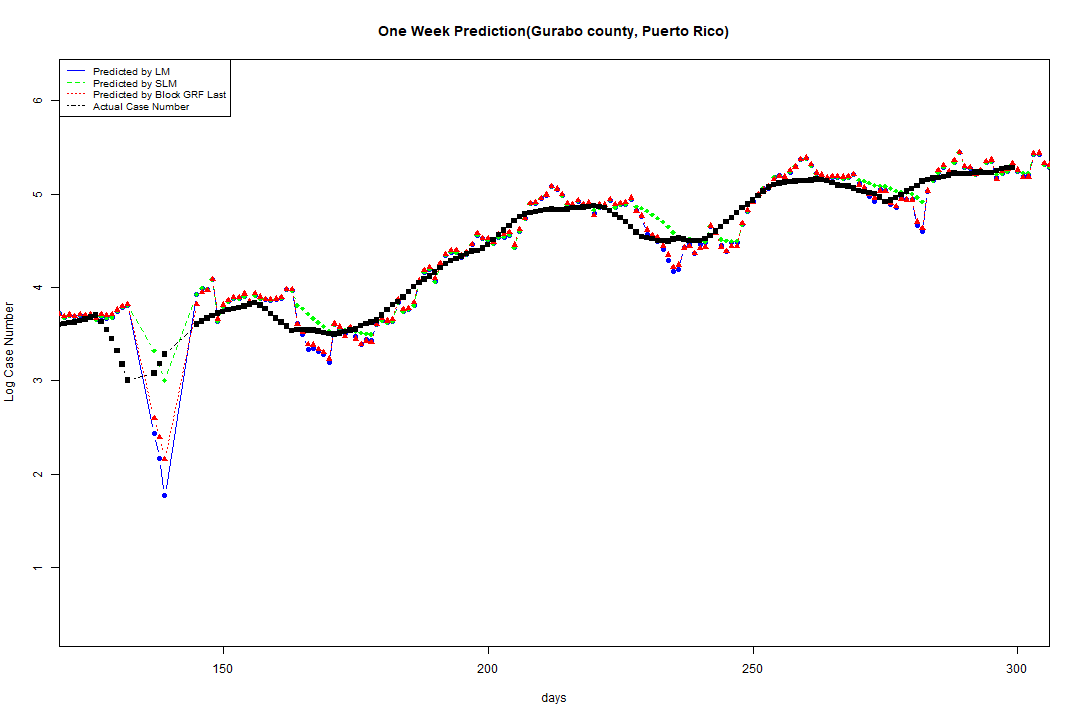 One Week Prediction(Gurabo county, Puerto Rico)
Predicted by LM
Predicted by SLM
Predicted by Block GRF Last
Actual Case Number
6
5
4
3
2
1
Log Case Number
150 200 250 300
days